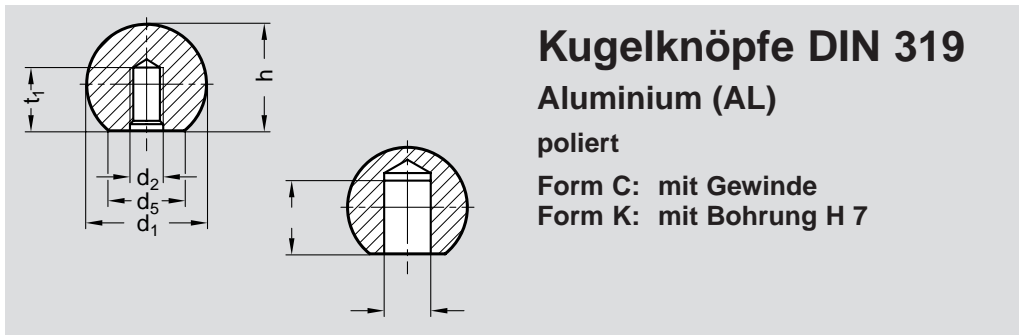 Kugelknöpfe DIN 319
Aluminium (AL)
poliert
Form C: mit Gewinde
Form K: mit Bohrung H 7
t1
h
d2
d5
d1